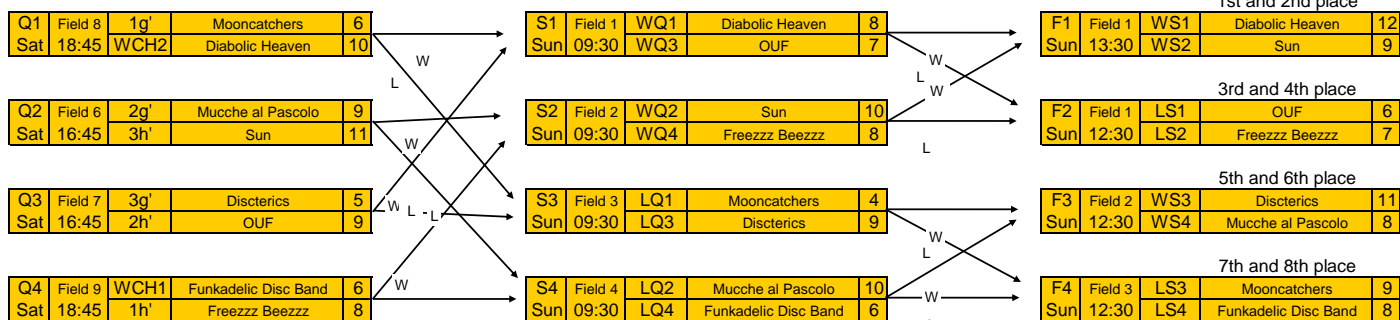 1st and 2nd place
Q1 Field 8 1g' Mooncatchers 6
Sat 18:45 WCH2 Diabolic Heaven 10
S1 Field 1 WQ1 Diabolic Heaven 8
Sun 09:30 WQ3 OUF 7
F1 Field 1 WS1 Diabolic Heaven 12
Sun 13:30 WS2 Sun 9
W
W
L
L
W
3rd and 4th place
Q2 Field 6 2g' Mucche al Pascolo 9
Sat 16:45 3h' Sun 11
S2 Field 2 WQ2 Sun 10
Sun 09:30 WQ4 Freezzz Beezzz 8
F2 Field 1 LS1 OUF 6
Sun 12:30 LS2 Freezzz Beezzz 7
W
L
5th and 6th place
Q3 Field 7 3g' Discterics 5
Sat 16:45 2h' OUF 9
S3 Field 3 LQ1 Mooncatchers 4
Sun 09:30 LQ3 Discterics 9
F3 Field 2 WS3 Discterics 11
Sun 12:30 WS4 Mucche al Pascolo 8
W L L
W
L
7th and 8th place
Q4 Field 9 WCH1 Funkadelic Disc Band 6
Sat 18:45 1h' Freezzz Beezzz 8
S4 Field 4 LQ2 Mucche al Pascolo 10
Sun 09:30 LQ4 Funkadelic Disc Band 6
F4 Field 3 LS3 Mooncatchers 9
Sun 12:30 LS4 Funkadelic Disc Band 8
W
W